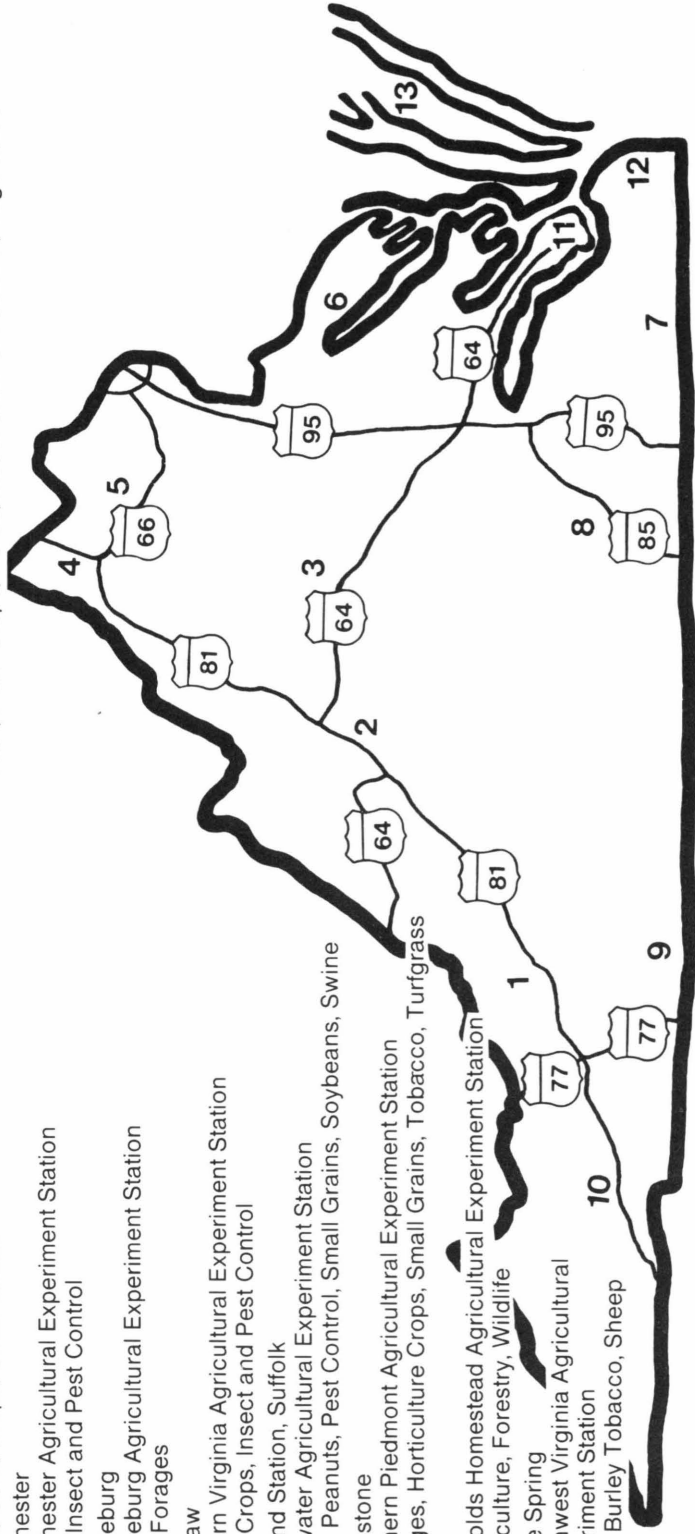 hester
hester Agricultural Experiment Station
Insect and Pest Control
eburg
eburg Agricultural Experiment Station
Forages
aw
rn Virginia Agricultural Experiment Station
Crops, Insect and Pest Control
nd Station, Suffolk
water Agricultural Experiment Station
Peanuts, Pest Control, Small Grains, Soybeans, Swine
stone
ern Piedmont Agricultural Experiment Station
ges, Horticulture Crops, Small Grains, Tobacco, Turfgrass
olds Homestead Agricultural Experiment Station
culture, Forestry, Wildlife
e Spring
west Virginia Agricultural
riment Station
Burley Tobacco, Sheep
4
5
66
81
95
6
13
3
64
2
64
64
11
81
1
8
95
85
7
12
77
77
9
10